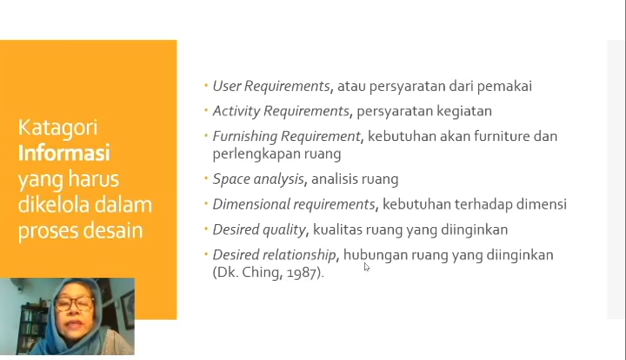 Katagori
Informasi
yang harus
dikelola dalam
proses desain
• User Requirements, atau persyaratan dari pemakai
• Activity Requirements, persyaratan kegiatan
• Furnishing Requirement, kebutuhan akan furniture dan
perlengkapan ruang
• Space analysis, analisis ruang
• Dimensional requirements, kebutuhan terhadap dimensi
• Desired quality, kualitas ruang yang diinginkan
• Desired relationship, hubungan ruang yang diinginkan
(Dk. Ching, 1987).